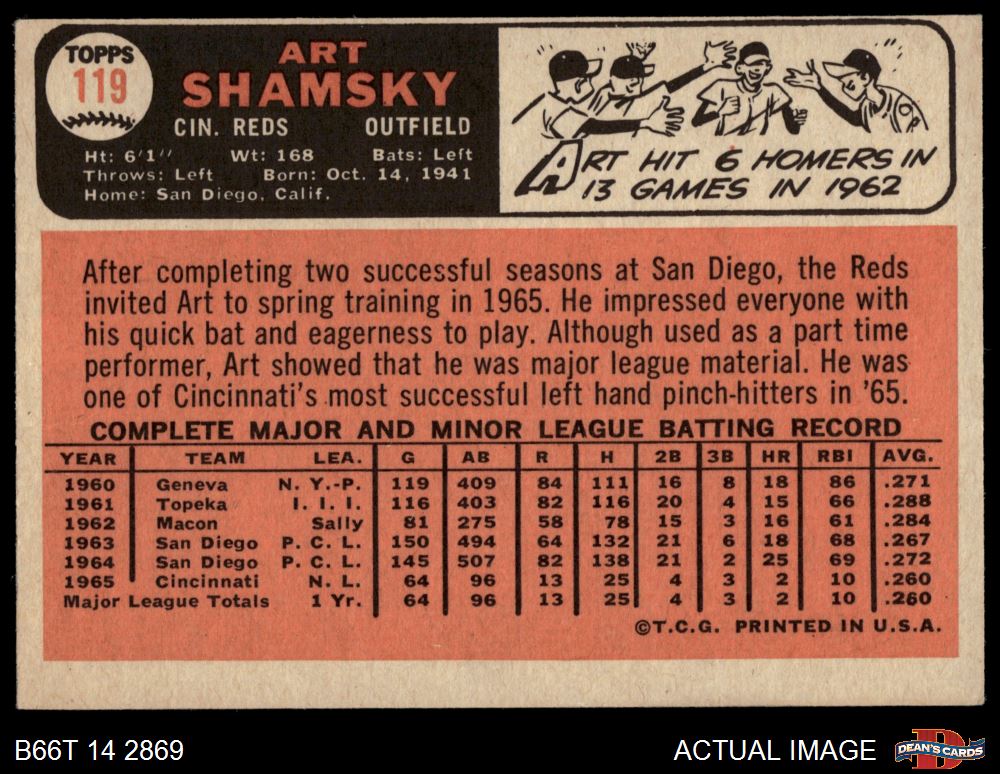 TOPPS
119
ART
SHAMSKY
CIN. REDS OUTFIELD
Ht: 6'1" Wt: 168 Bats: Left
Throws: Left Born: Oct. 14, 1941
Home: San Diego, Calif.
ART HIT 6 HOMERS IN
13 GAMES IN 1962
After completing two successful seasons at San Diego, the Reds
invited Art to spring training in 1965. He impressed everyone with
his quick bat and eagerness to play. Although used as a part time
performer, Art showed that he was major league material. He was
one of Cincinnati's most successful left hand pinch-hitters in '65.
COMPLETE MAJOR AND MINOR LEAGUE BATTING RECORD
YEAR TEAM LEA. G AB R H 2B 3B HR RBI AVG.
1960 Geneva N. Y.-P. 119 409 84 111 16 8 18 86 .271
1961 Topeka I. I. I. 116 403 82 116 20 4 15 66 .288
1962 Macon Sally 81 275 58 78 15 3 16 61 .284
1963 San Diego P. C. L. 150 494 64 132 21 6 18 68 .267
1964 San Diego P. C. L. 145 507 82 138 21 2 25 69 .272
1965 Cincinnati N. L. 64 96 13 25 4 3 2 10 .260
Major League Totals 1 Yr. 64 96 13 25 4 3 2 10 .260
©T.C.G. PRINTED IN U.S.A.
B66T 14 2869 ACTUAL IMAGE
DEAN'S CARDS